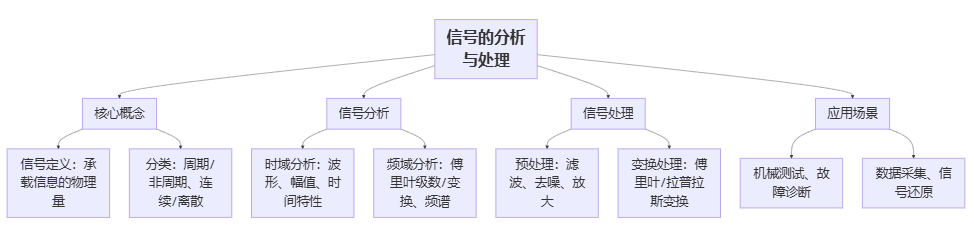 信号的分析
与处理
核心概念
信号分析
信号处理
应用场景
信号定义：承
载信息的物理
量
分类：周期/
非周期、连
续/离散
时域分析：波
形、幅值、时
间特性
频域分析：傅
里叶级数/变
换、频谱
预处理：滤
波、去噪、放
大
变换处理：傅
里叶/拉普拉
斯变换
机械测试、故
障诊断
数据采集、信
号还原